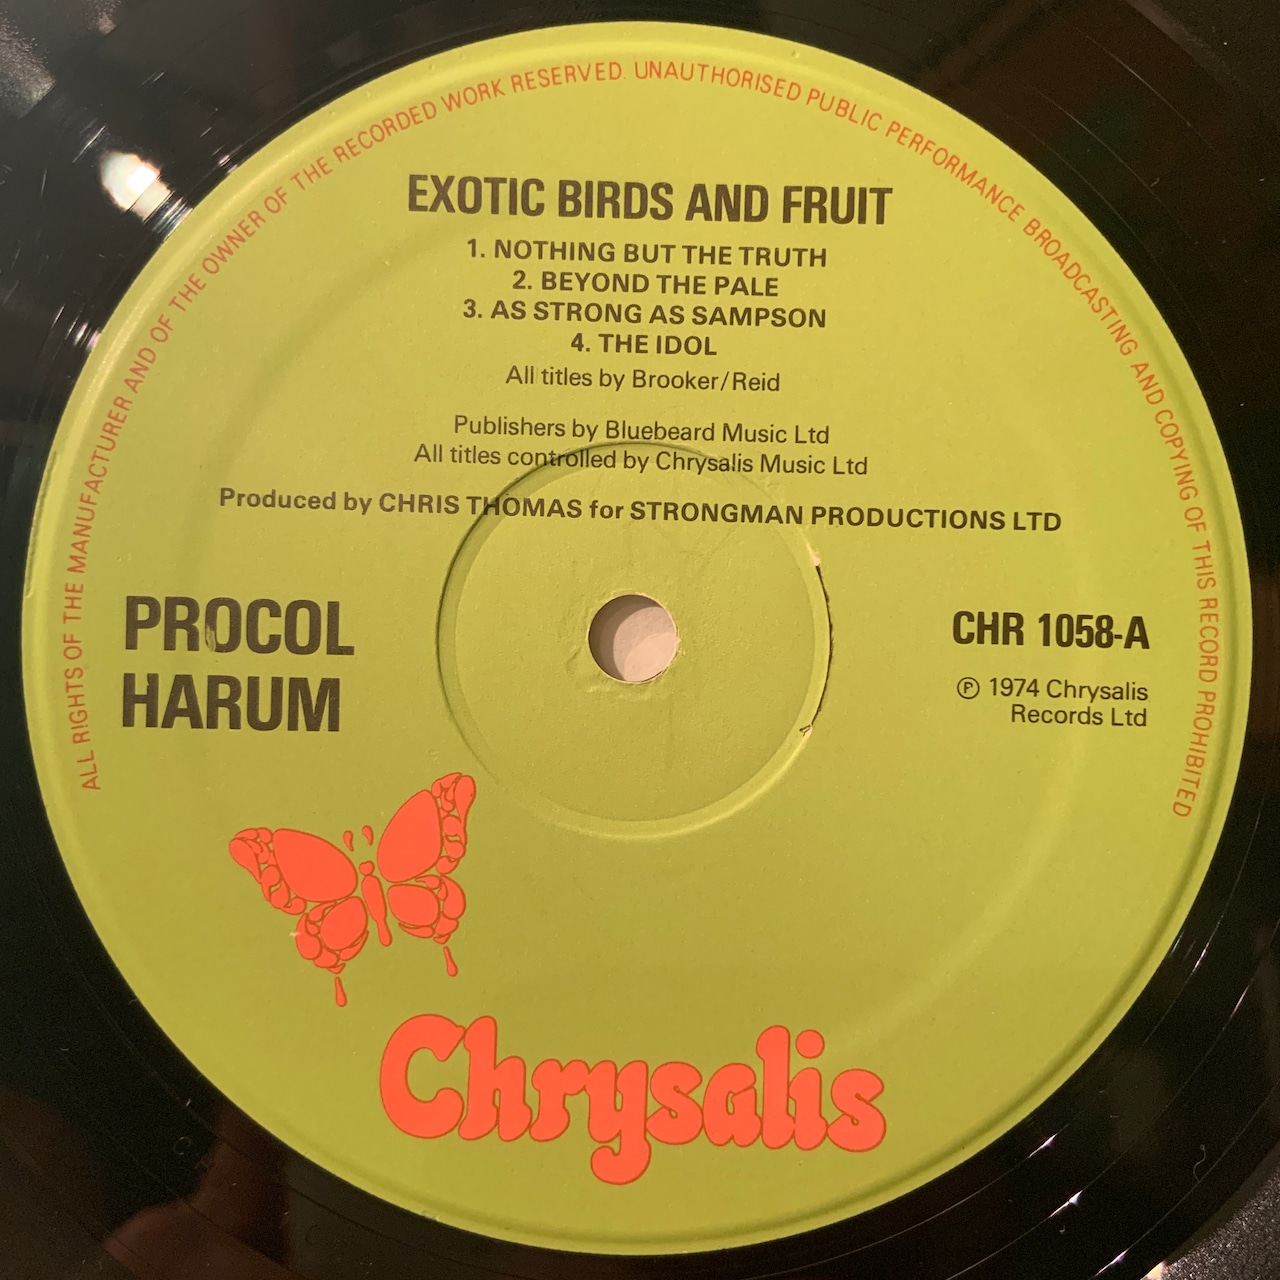 ALL RIGHTS OF THE MANUFACTURER AND OF THE OWNER OF THE RECORDED WORK RESERVED. UNAUTHORISED PUBLIC PERFORMANCE BROADCASTING AND COPYING OF THIS RECORD PROHIBITED
EXOTIC BIRDS AND FRUIT
1. NOTHING BUT THE TRUTH
2. BEYOND THE PALE
3. AS STRONG AS SAMPSON
4. THE IDOL
All titles by Brooker/Reid
Publishers by Bluebeard Music Ltd
All titles controlled by Chrysalis Music Ltd
Produced by CHRIS THOMAS for STRONGMAN PRODUCTIONS LTD
PROCOL
HARUM
CHR 1058-A
℗ 1974 Chrysalis
Records Ltd
Chrysalis